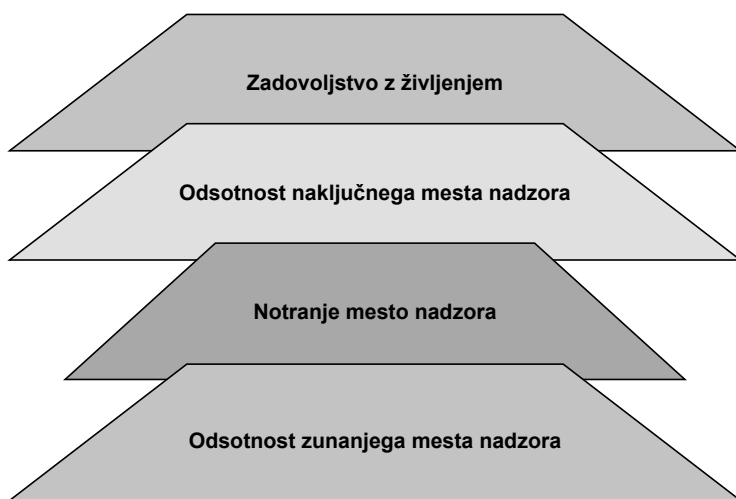 Zadovoljstvo z življenjem
Odsotnost naključnega mesta nadzora
Notranje mesto nadzora
Odsotnost zunanjega mesta nadzora